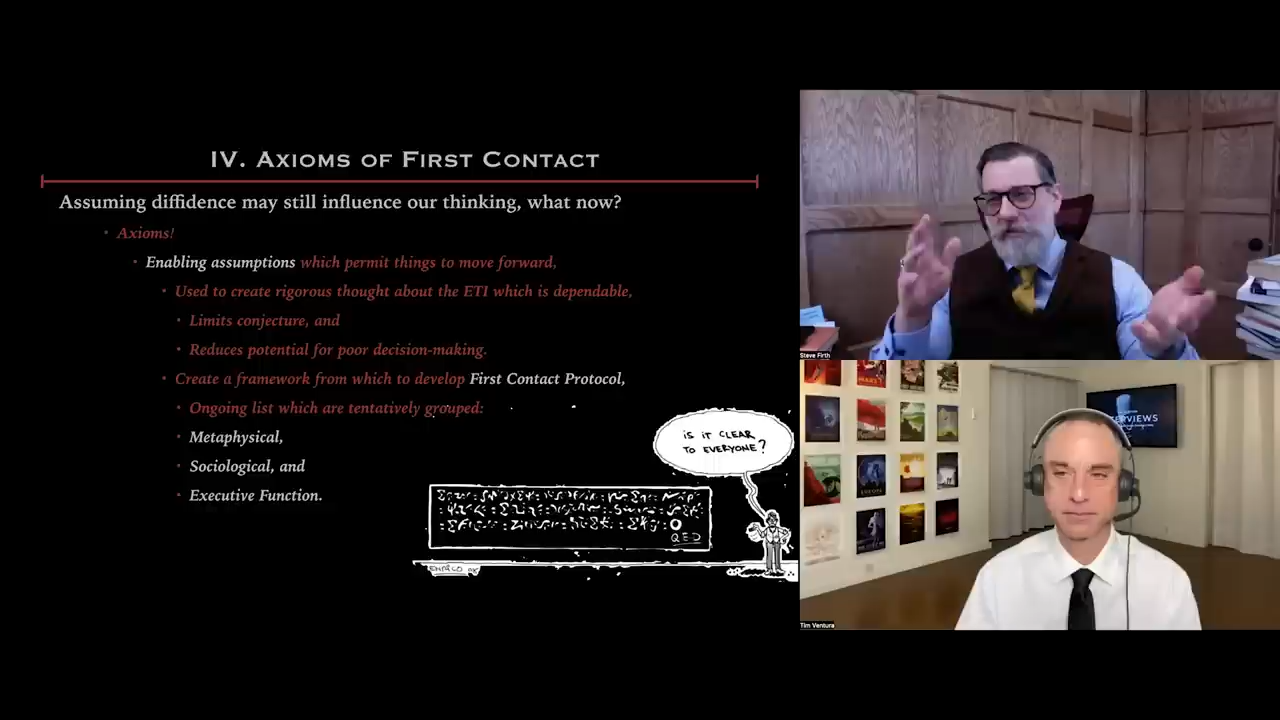 IV. Axioms of First Contact
Assuming diffidence may still influence our thinking, what now?
Axioms!
Enabling assumptions which permit things to move forward,
Used to create rigorous thought about the ETI which is dependable,
Limits conjecture, and
Reduces potential for poor decision-making.
Create a framework from which to develop First Contact Protocol,
Ongoing list which are tentatively grouped:
Metaphysical,
Sociological, and
Executive Function.
IS IT CLEAR
TO EVERYONE?
QED
Steve Firth
EUROPA
Tim Ventura